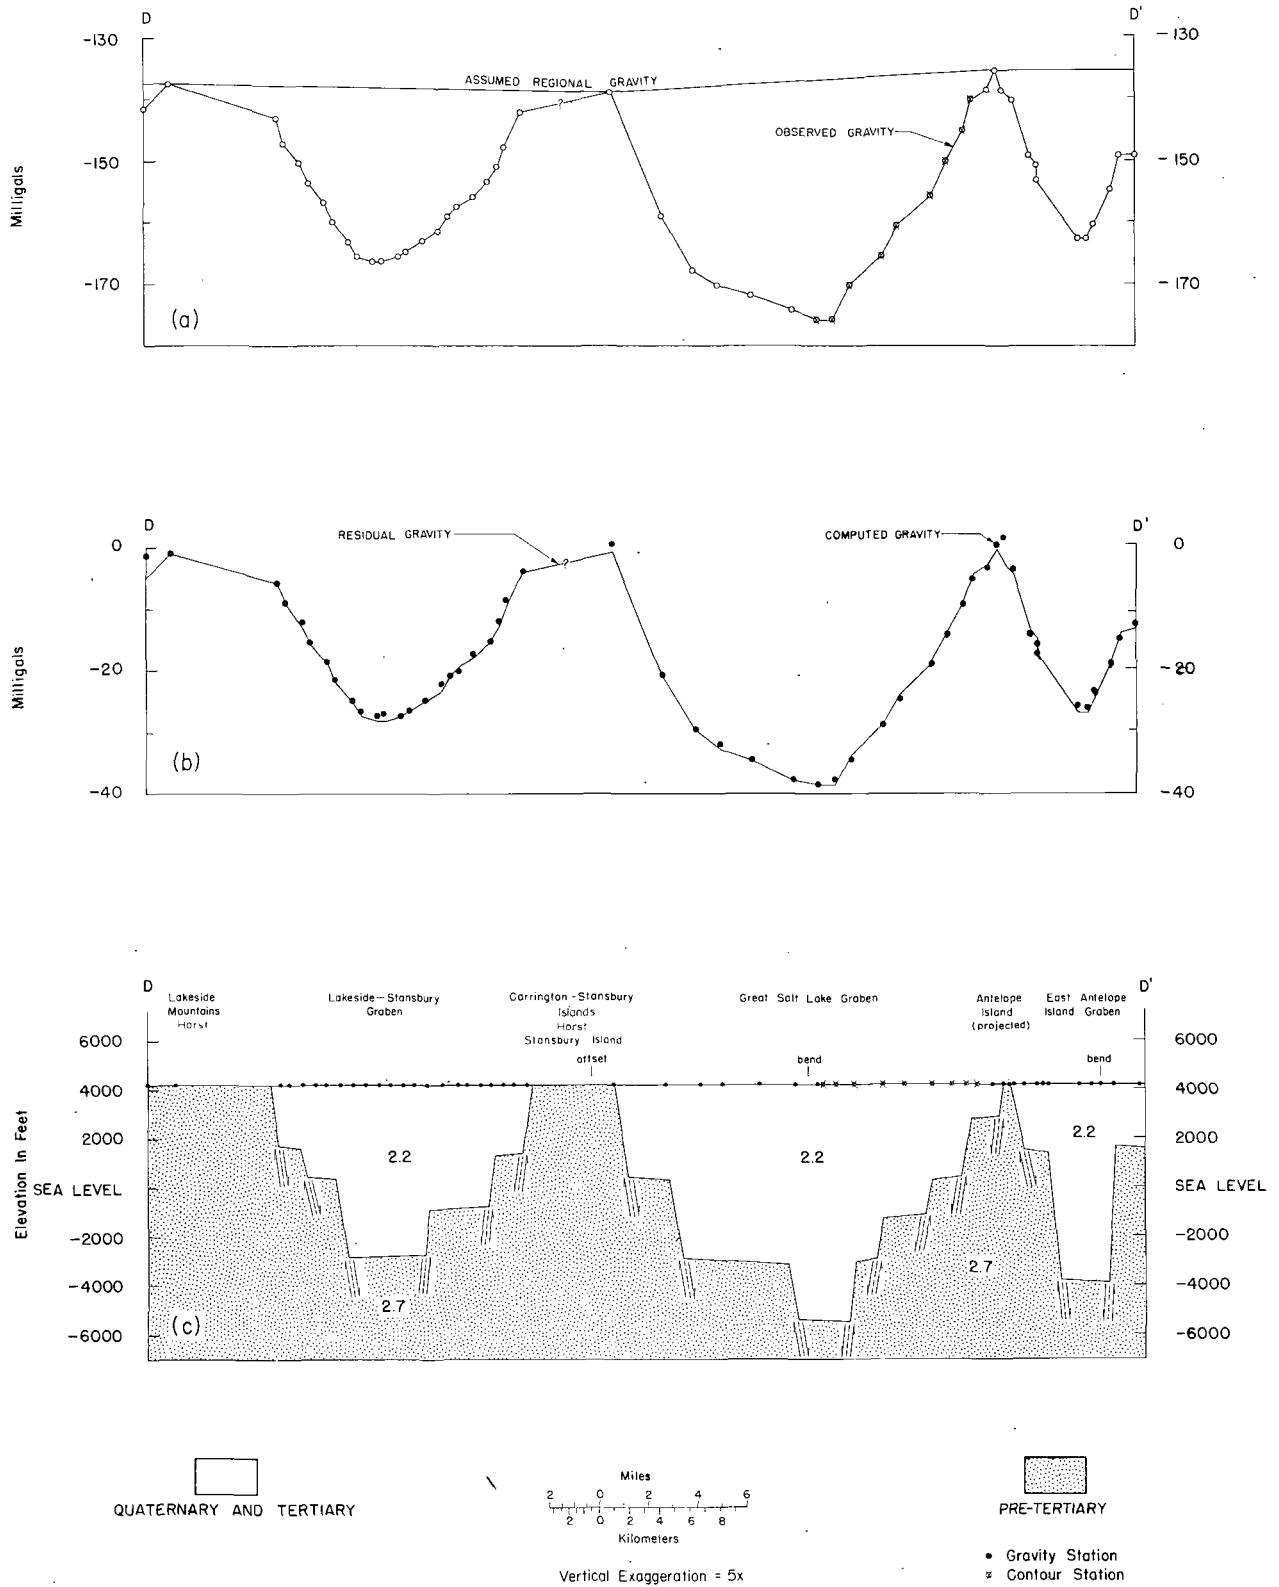 D
D'
-130
-130
ASSUMED REGIONAL GRAVITY
?
OBSERVED GRAVITY
-150
-150
Milligals
-170
-170
(a)
D
D'
RESIDUAL GRAVITY
COMPUTED GRAVITY
0
0
?
Milligals
-20
-20
(b)
-40
-40
D
D'
Lakeside
Mountains
Horst
Lakeside-Stansbury
Graben
Carrington-Stansbury
Islands
Horst
Stansbury Island
offset
Great Salt Lake Graben
bend
Antelope
Island
(projected)
East Antelope
Island Graben
bend
6000
6000
4000
4000
2000
2000
2.2
2.2
2.2
Elevation In Feet
SEA LEVEL
SEA LEVEL
-2000
-2000
2.7
-4000
-4000
2.7
(c)
-6000
-6000
QUATERNARY AND TERTIARY
Miles
2 0 2 4 6
2 0 2 4 6 8
Kilometers
Vertical Exaggeration = 5x
PRE-TERTIARY
Gravity Station
Contour Station